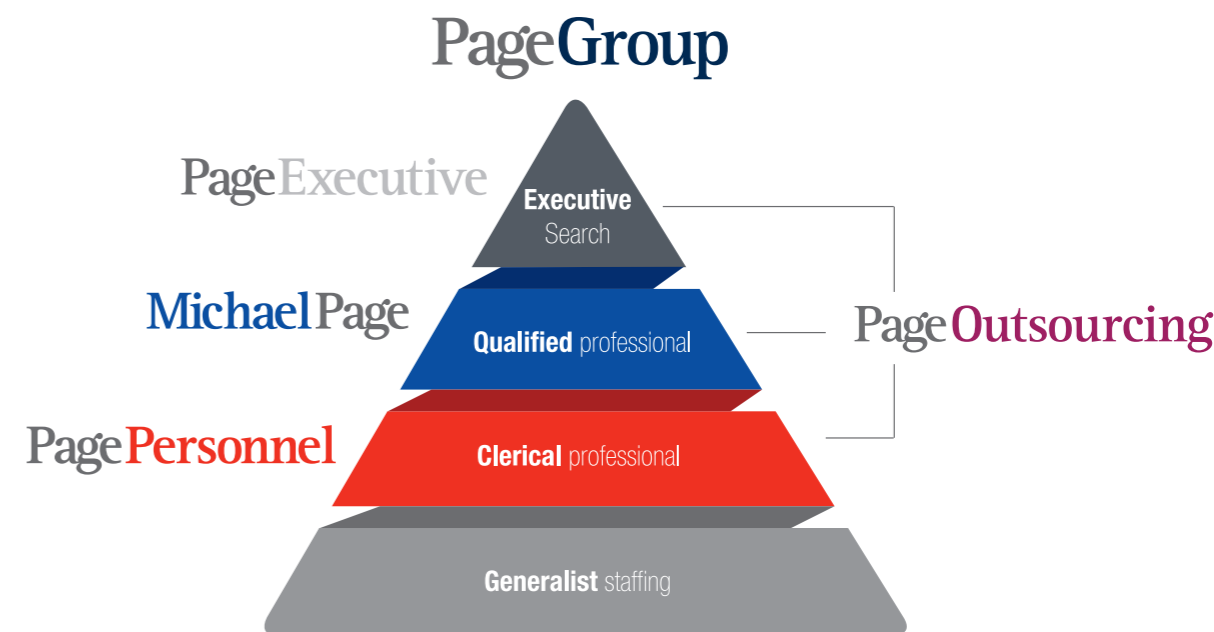 PageGroup
PageExecutive
Executive
Search
MichaelPage
Qualified professional
PageOutsourcing
PagePersonnel
Clerical professional
Generalist staffing